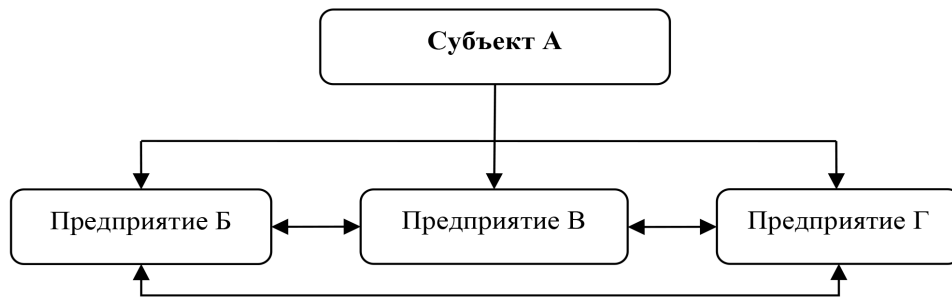 Субъект А
Предприятие Б
Предприятие В
Предприятие Г